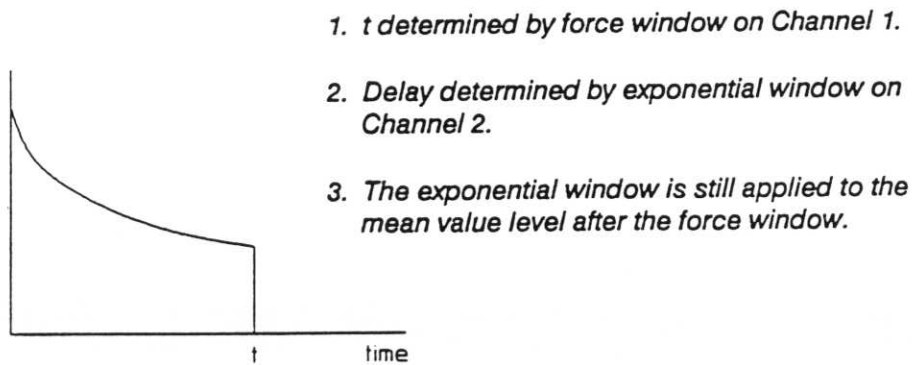 1. t determined by force window on Channel 1.
2. Delay determined by exponential window on
Channel 2.
3. The exponential window is still applied to the
mean value level after the force window.
t
time